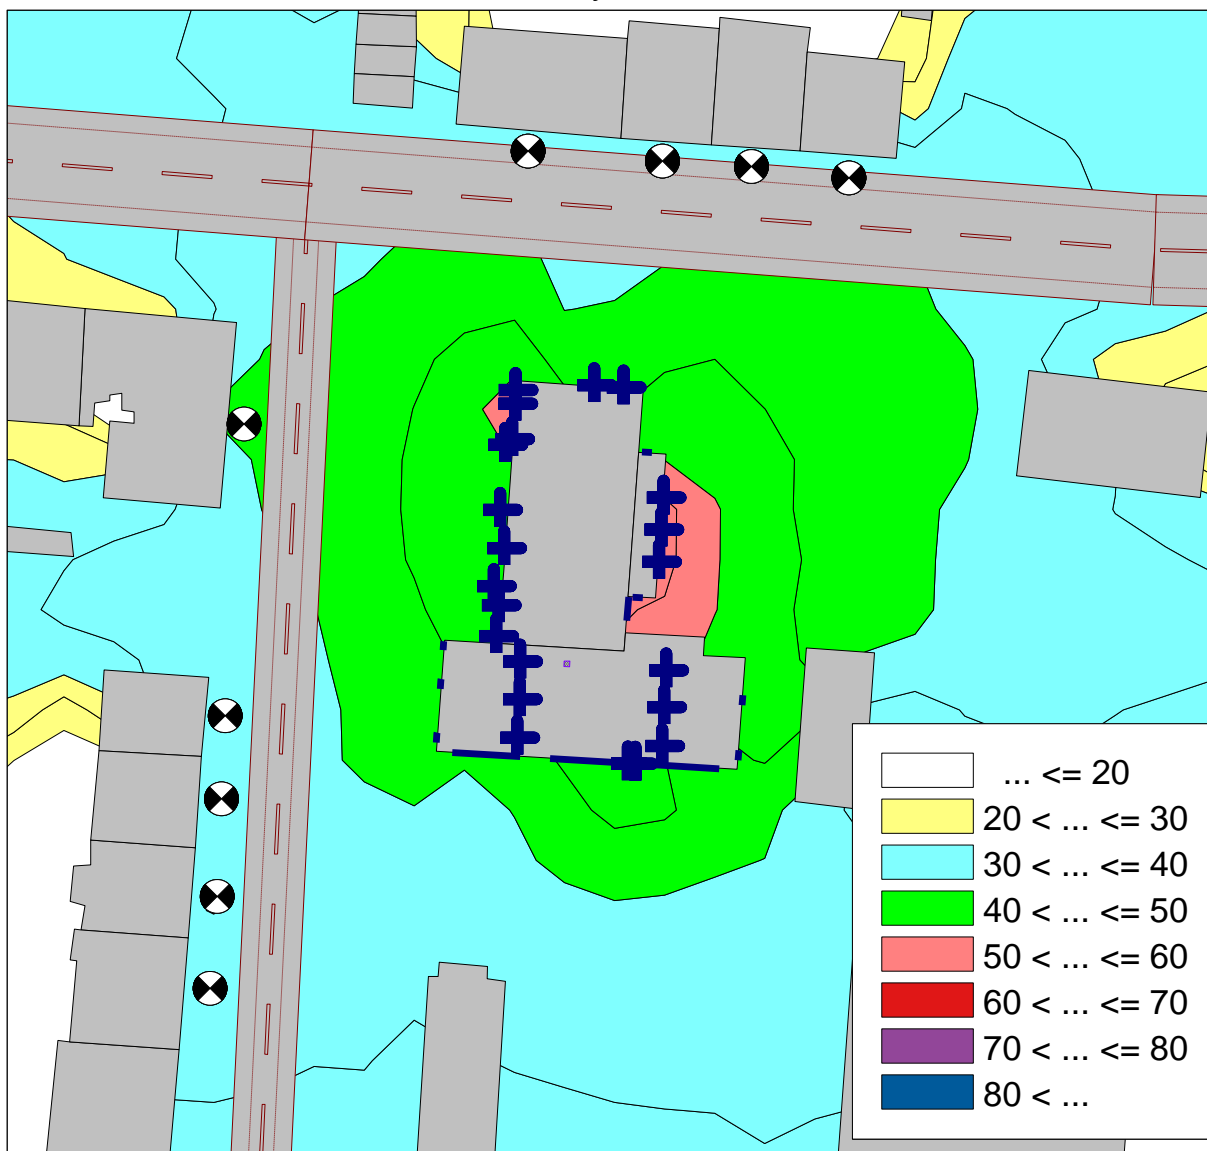 ... <= 20
20 < ... <= 30
30 < ... <= 40
40 < ... <= 50
50 < ... <= 60
60 < ... <= 70
70 < ... <= 80
80 < ...